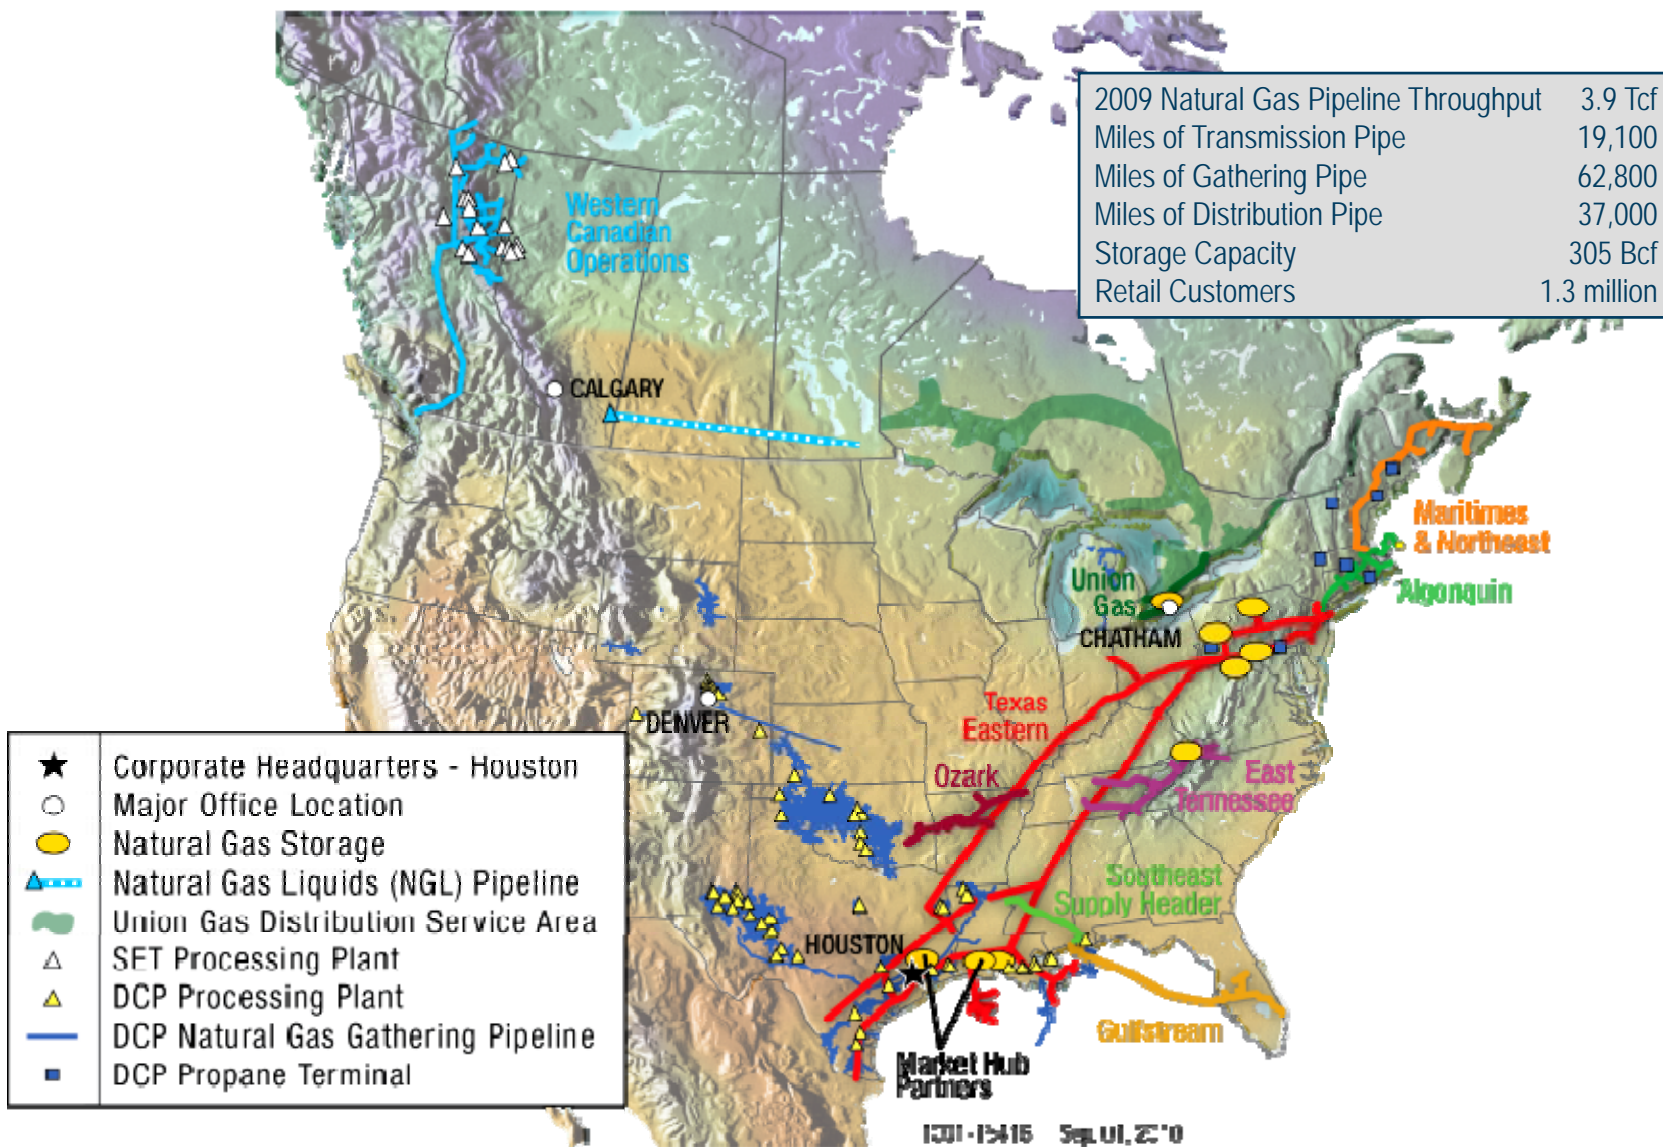 2009 Natural Gas Pipeline Throughput 3.9 Tcf
Miles of Transmission Pipe 19,100
Miles of Gathering Pipe 62,800
Miles of Distribution Pipe 37,000
Storage Capacity 305 Bcf
Retail Customers 1.3 million
Western
Canadian
Operations
CALGARY
Maritimes
& Northeast
Union
Gas
Algonquin
CHATHAM
Texas
Eastern
DENVER
Ozark
East
Tennessee
Southeast
Supply Header
HOUSTON
Gulfstream
Market Hub
Partners
Corporate Headquarters - Houston
Major Office Location
Natural Gas Storage
Natural Gas Liquids (NGL) Pipeline
Union Gas Distribution Service Area
SET Processing Plant
DCP Processing Plant
DCP Natural Gas Gathering Pipeline
DCP Propane Terminal